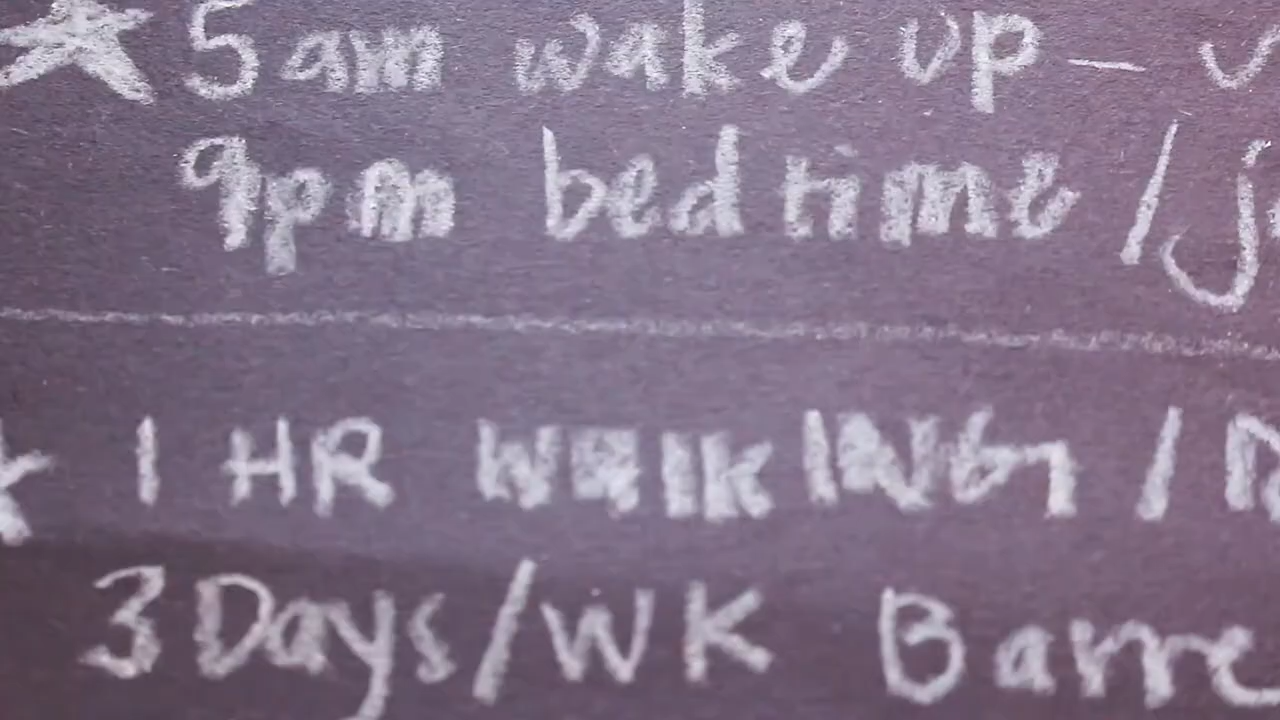 5am wake up –
9pm bedtime /
1 HR WalkING /
3 Days/WK Barre